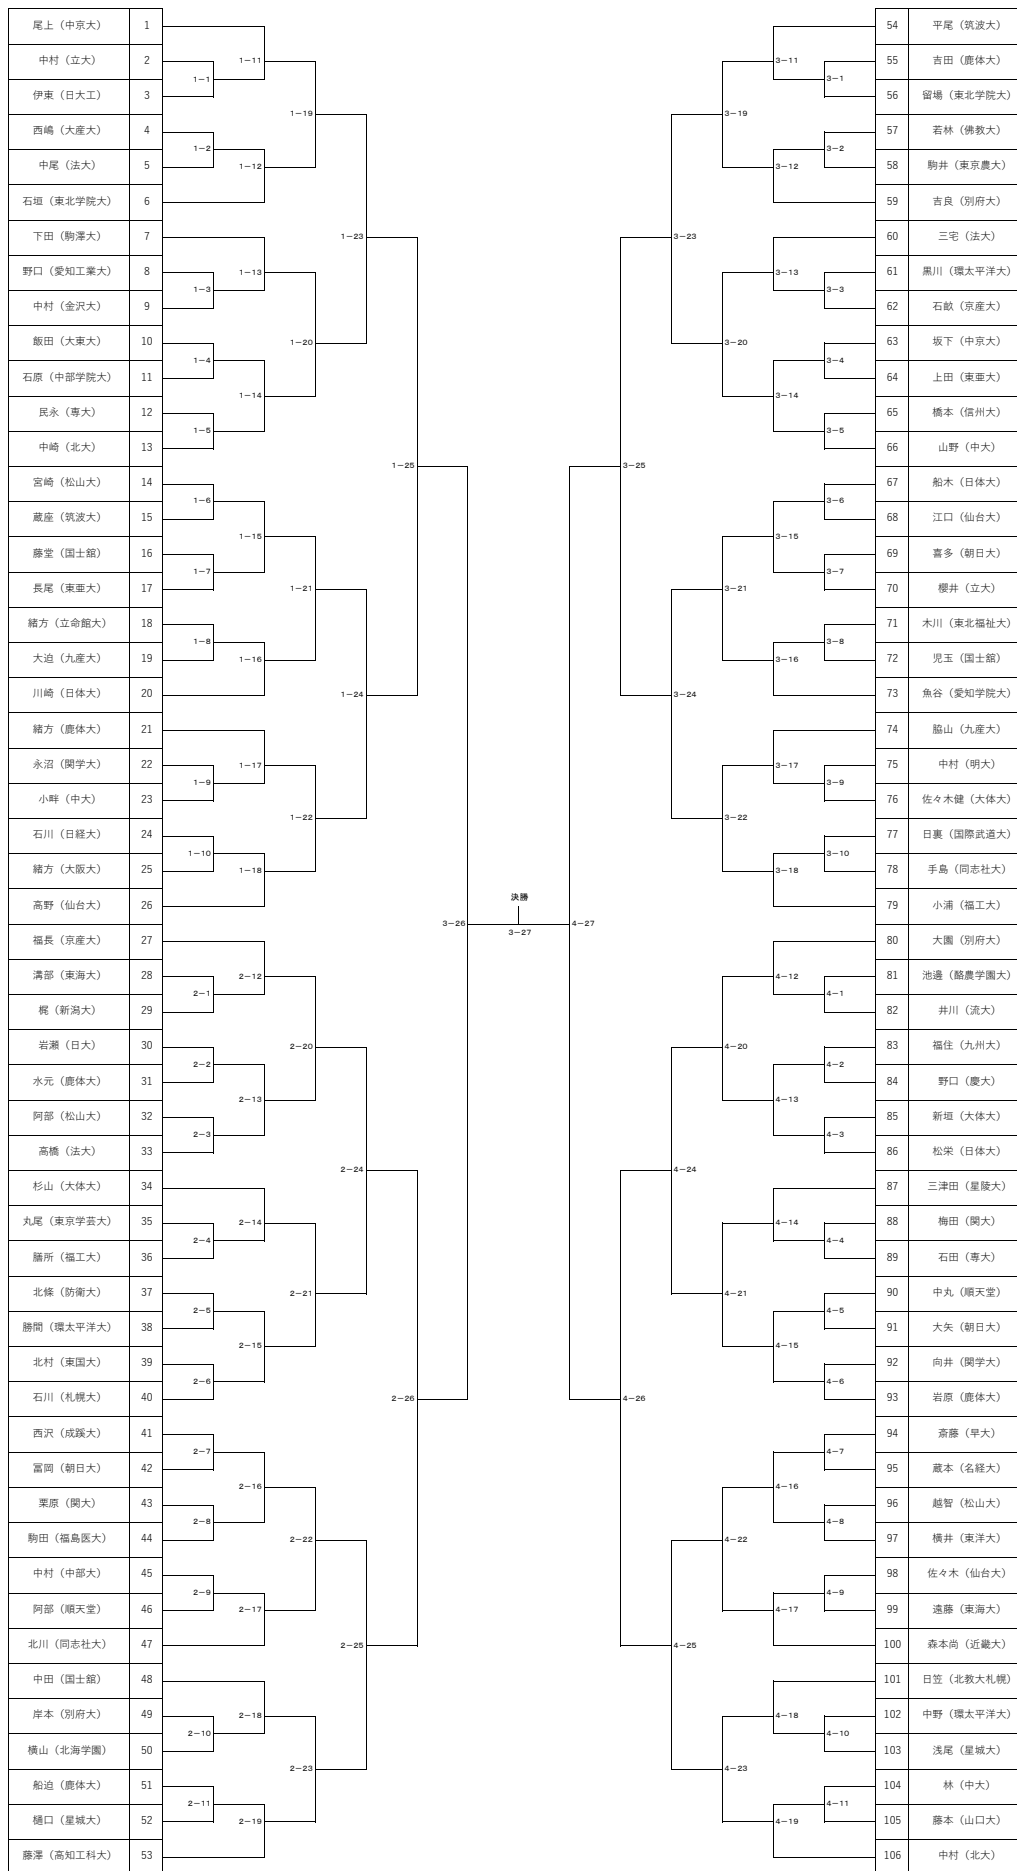 尾上（中京大） 1
中村（立大） 2
伊東（日大工） 3
西嶋（大産大） 4
中尾（法大） 5
石垣（東北学院大） 6
下田（駒澤大） 7
野口（愛知工業大） 8
中村（金沢大） 9
飯田（大東大） 10
石原（中部学院大） 11
民永（専大） 12
中崎（北大） 13
宮崎（松山大） 14
蔵座（筑波大） 15
藤堂（国士舘） 16
長尾（東亜大） 17
緒方（立命館大） 18
大迫（九産大） 19
川崎（日体大） 20
緒方（鹿体大） 21
永沼（関学大） 22
小畔（中大） 23
石川（日経大） 24
緒方（大阪大） 25
高野（仙台大） 26
福長（京産大） 27
溝部（東海大） 28
梶（新潟大） 29
岩瀬（日大） 30
水元（鹿体大） 31
阿部（松山大） 32
高橋（法大） 33
杉山（大体大） 34
丸尾（東京学芸大） 35
膳所（福工大） 36
北條（防衛大） 37
勝間（環太平洋大） 38
北村（東国大） 39
石川（札幌大） 40
西沢（成蹊大） 41
冨岡（朝日大） 42
栗原（関大） 43
駒田（福島医大） 44
中村（中部大） 45
阿部（順天堂） 46
北川（同志社大） 47
中田（国士舘） 48
岸本（別府大） 49
横山（北海学園） 50
船迫（鹿体大） 51
樋口（星城大） 52
藤澤（高知工科大） 53
1－1
1－2
1－3
1－4
1－5
1－6
1－7
1－8
1－9
1－10
2－1
2－2
2－3
2－4
2－5
2－6
2－7
2－8
2－9
2－10
2－11
1－11
1－12
1－13
1－14
1－15
1－16
1－17
1－18
2－12
2－13
2－14
2－15
2－16
2－17
2－18
2－19
1－19
1－20
1－21
1－22
2－20
2－21
2－22
2－23
1－23
1－24
2－24
2－25
1－25
2－26
3－26
決勝
3－27
4－27
3－25
4－26
3－23
3－24
4－24
4－25
3－19
3－20
3－21
3－22
4－20
4－21
4－22
4－23
3－11
3－12
3－13
3－14
3－15
3－16
3－17
3－18
4－12
4－13
4－14
4－15
4－16
4－17
4－18
4－19
3－1
3－2
3－3
3－4
3－5
3－6
3－7
3－8
3－9
3－10
4－1
4－2
4－3
4－4
4－5
4－6
4－7
4－8
4－9
4－10
4－11
54 平尾（筑波大）
55 吉田（鹿体大）
56 留場（東北学院大）
57 若林（佛教大）
58 駒井（東京農大）
59 吉良（別府大）
60 三宅（法大）
61 黒川（環太平洋大）
62 石畝（京産大）
63 坂下（中京大）
64 上田（東亜大）
65 橋本（信州大）
66 山野（中大）
67 船木（日体大）
68 江口（仙台大）
69 喜多（朝日大）
70 櫻井（立大）
71 木川（東北福祉大）
72 児玉（国士舘）
73 魚谷（愛知学院大）
74 脇山（九産大）
75 中村（明大）
76 佐々木健（大体大）
77 日裏（国際武道大）
78 手島（同志社大）
79 小浦（福工大）
80 大園（別府大）
81 池邊（酪農学園大）
82 井川（流大）
83 福住（九州大）
84 野口（慶大）
85 新垣（大体大）
86 松栄（日体大）
87 三津田（星陵大）
88 梅田（関大）
89 石田（専大）
90 中丸（順天堂）
91 大矢（朝日大）
92 向井（関学大）
93 岩原（鹿体大）
94 斎藤（早大）
95 蔵本（名経大）
96 越智（松山大）
97 横井（東洋大）
98 佐々木（仙台大）
99 遠藤（東海大）
100 森本尚（近畿大）
101 日笠（北教大札幌）
102 中野（環太平洋大）
103 浅尾（星城大）
104 林（中大）
105 藤本（山口大）
106 中村（北大）